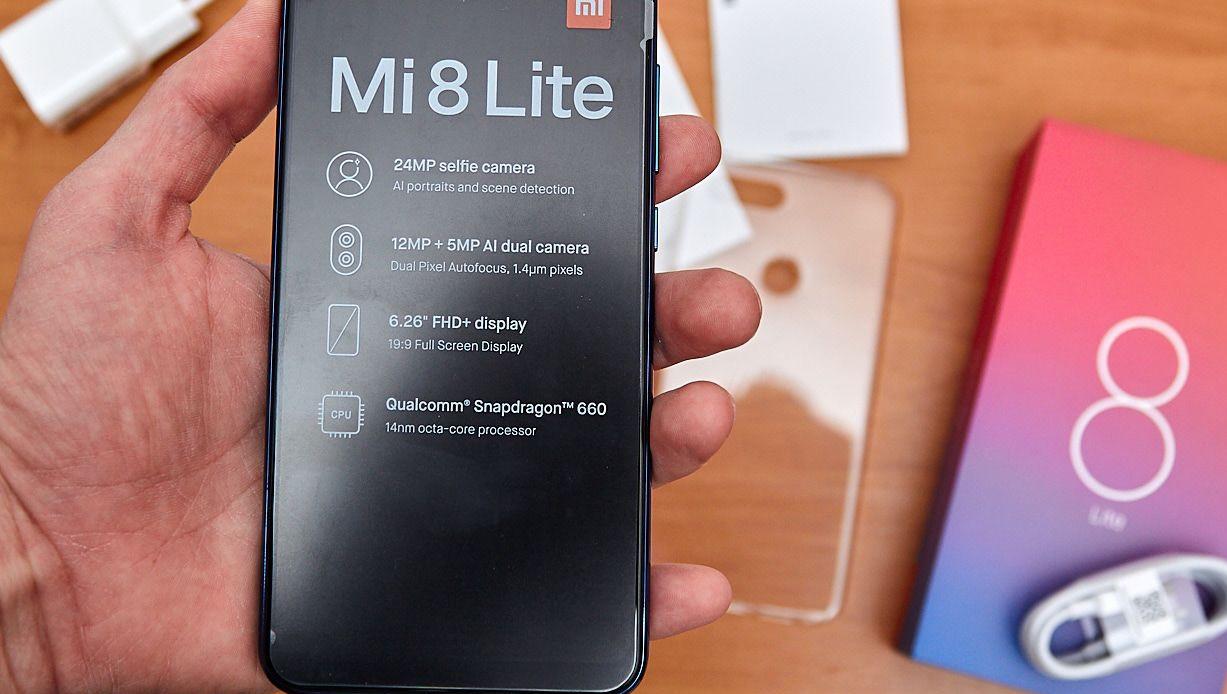 mi
Mi 8 Lite
24MP selfie camera
AI portraits and scene detection
12MP + 5MP AI dual camera
Dual Pixel Autofocus, 1.4µm pixels
6.26" FHD+ display
19:9 Full Screen Display
CPU
Qualcomm® Snapdragon™ 660
14nm octa-core processor
8
Lite